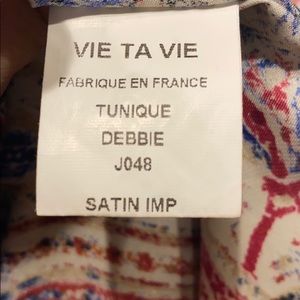 VIE TA VIE
FABRIQUE EN FRANCE
TUNIQUE
DEBBIE
J048
SATIN IMP